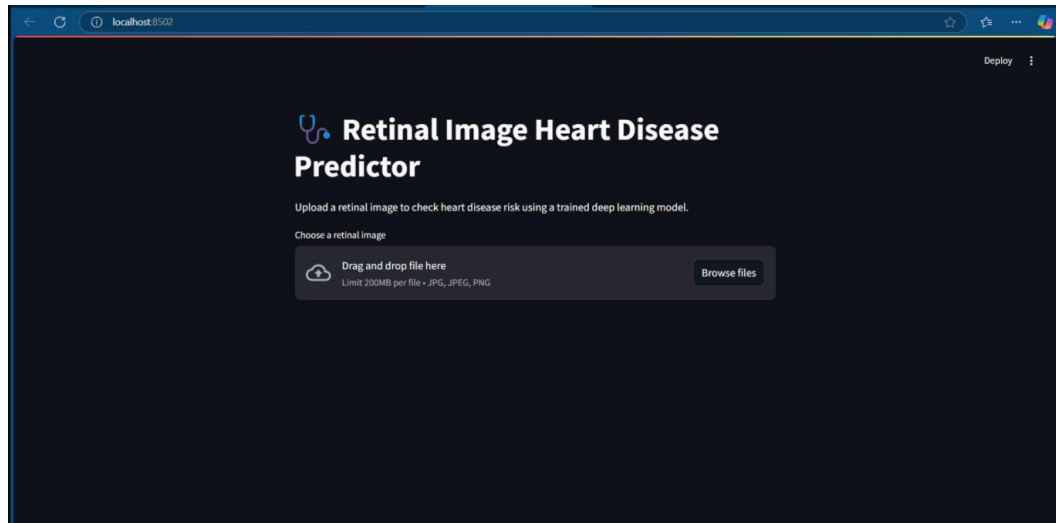 localhost:8502
Deploy
Retinal Image Heart Disease
Predictor
Upload a retinal image to check heart disease risk using a trained deep learning model.
Choose a retinal image
Drag and drop file here
Limit 200MB per file • JPG, JPEG, PNG
Browse files